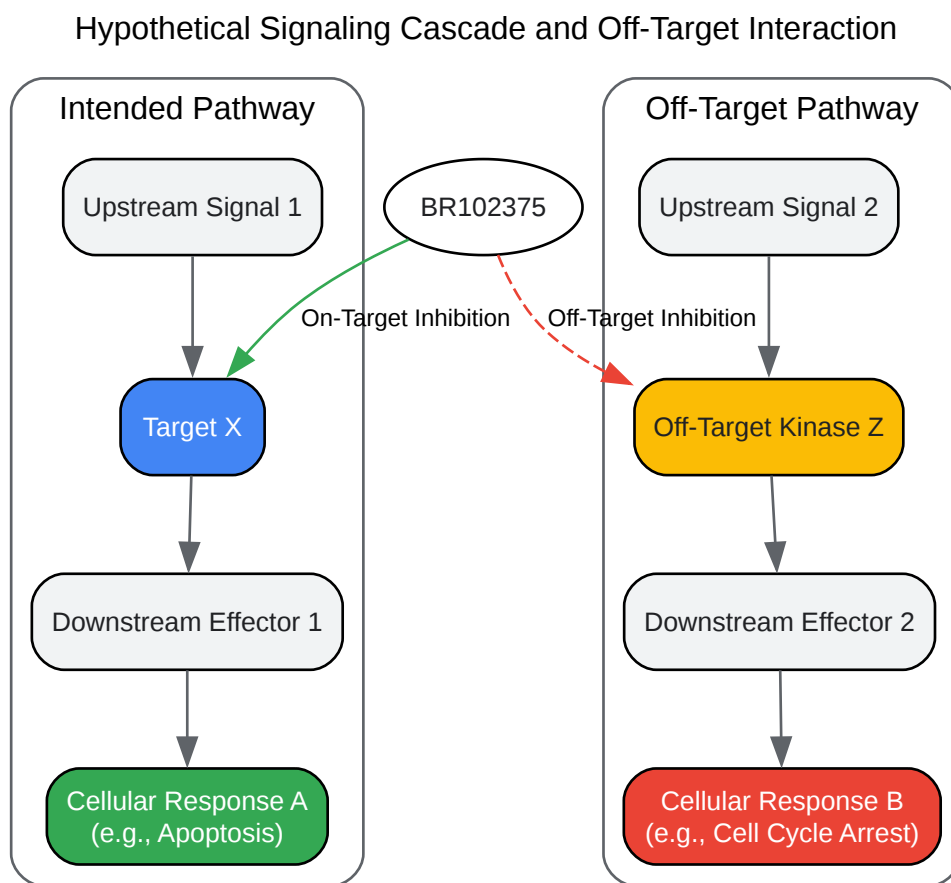 Hypothetical Signaling Cascade and Off-Target Interaction
Intended Pathway
Off-Target Pathway
Upstream Signal 1
BR102375
Upstream Signal 2
On-Target Inhibition
Off-Target Inhibition
Target X
Off-Target Kinase Z
Downstream Effector 1
Downstream Effector 2
Cellular Response A
(e.g., Apoptosis)
Cellular Response B
(e.g., Cell Cycle Arrest)